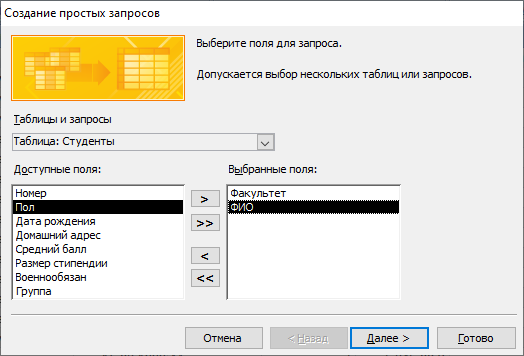 Создание простых запросов
Выберите поля для запроса.
Допускается выбор нескольких таблиц или запросов.
Таблицы и запросы
Таблица: Студенты
Доступные поля:
Выбранные поля:
Номер
Пол
Дата рождения
Домашний адрес
Средний балл
Размер стипендии
Военнообязан
Группа
>
>>
<
<<
Факультет
ФИО
Отмена
< Назад
Далее >
Готово